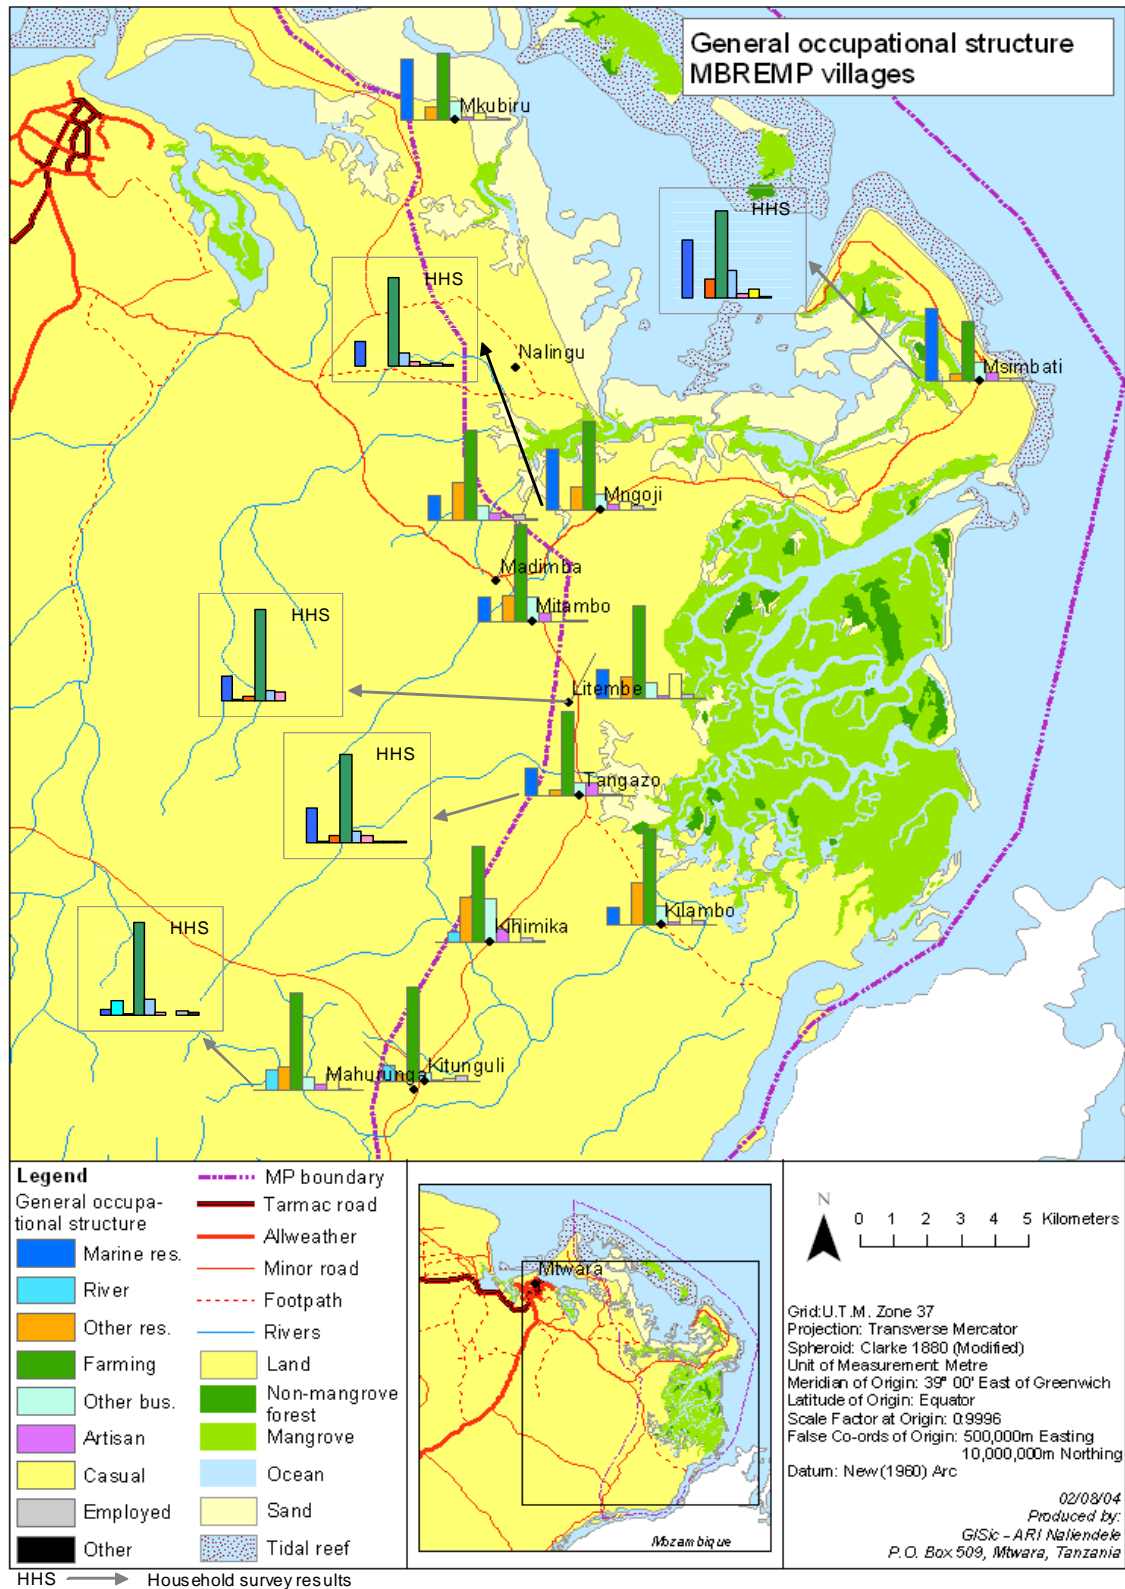 General occupational structure
MBREMP villages
Mkubiru
HHS
HHS
Nalingu
Msimbati
Mngoji
Madimba
Mitambo
HHS
Litembe
HHS
Tangazo
Kilambo
Kihimika
HHS
Kitunguli
Mahurunga
Legend
General occupa-
tional structure
Marine res.
River
Other res.
Farming
Other bus.
Artisan
Casual
Employed
Other
MP boundary
Tarmac road
Allweather
Minor road
Footpath
Rivers
Land
Non-mangrove
forest
Mangrove
Ocean
Sand
Tidal reef
Mtwara
Mozambique
N
0 1 2 3 4 5 Kilometers
Grid:U.T.M. Zone 37
Projection: Transverse Mercator
Spheroid: Clarke 1880 (Modified)
Unit of Measurement: Metre
Meridian of Origin: 39° 00' East of Greenwich
Latitude of Origin: Equator
Scale Factor at Origin: 0.9996
False Co-ords of Origin: 500,000m Easting
10,000,000m Northing
Datum: New (1960) Arc
02/08/04
Produced by:
GISic - ARI Naliendele
P.O. Box 509, Mtwara, Tanzania
HHS Household survey results